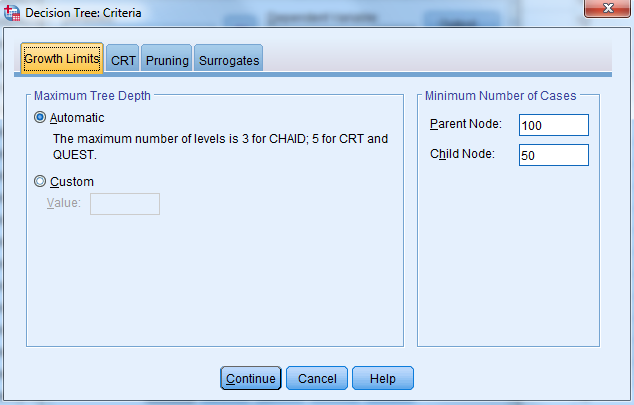 Decision Tree: Criteria
Growth Limits
CRT
Pruning
Surrogates
Maximum Tree Depth
Automatic
The maximum number of levels is 3 for CHAID; 5 for CRT and
QUEST.
Custom
Value:
Minimum Number of Cases
Parent Node: 100
Child Node: 50
Continue
Cancel
Help